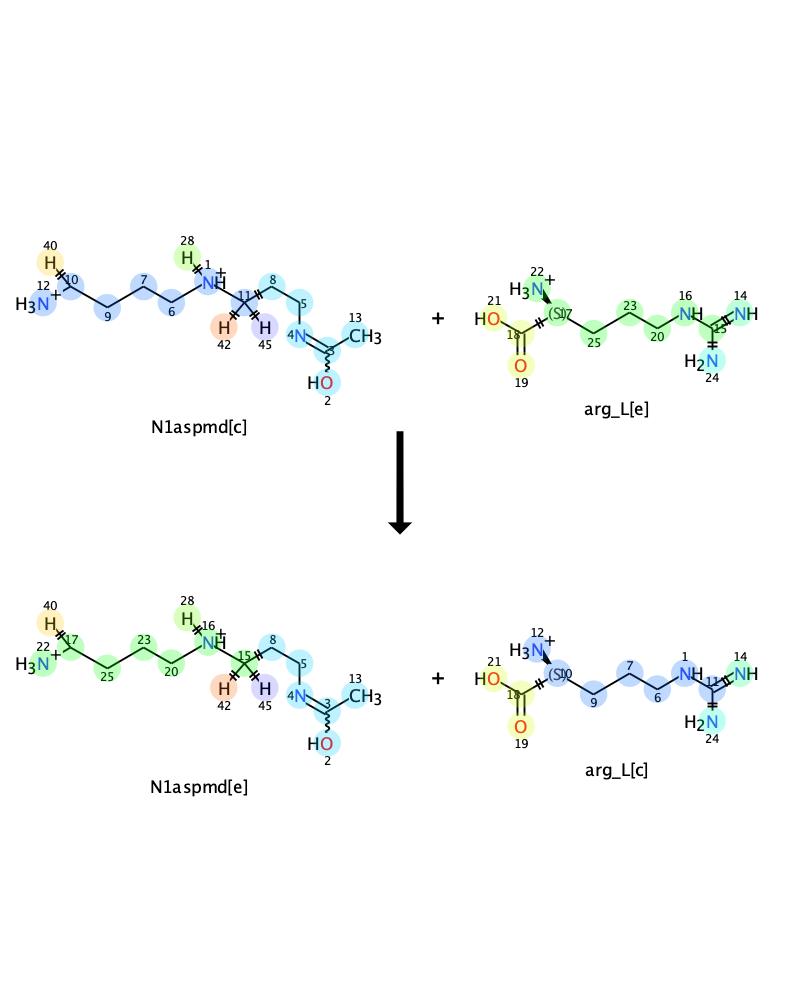 40
H
28
H
12
H3N
+
10
9
7
6
1
NH
+
11
8
5
42
H
45
H
4
N
3
13
CH3
HO
2
N1aspmd[c]
+
22
H3N
+
21
HO
18
O
19
(S)
17
25
23
20
16
NH
15
14
NH
H2N
24
arg_L[e]
40
H
28
H
22
H3N
+
17
25
23
20
16
NH
+
15
8
5
42
H
45
H
4
N
3
13
CH3
HO
2
N1aspmd[e]
+
12
H3N
+
21
HO
18
O
19
(S)
10
9
7
6
1
NH
11
14
NH
H2N
24
arg_L[c]